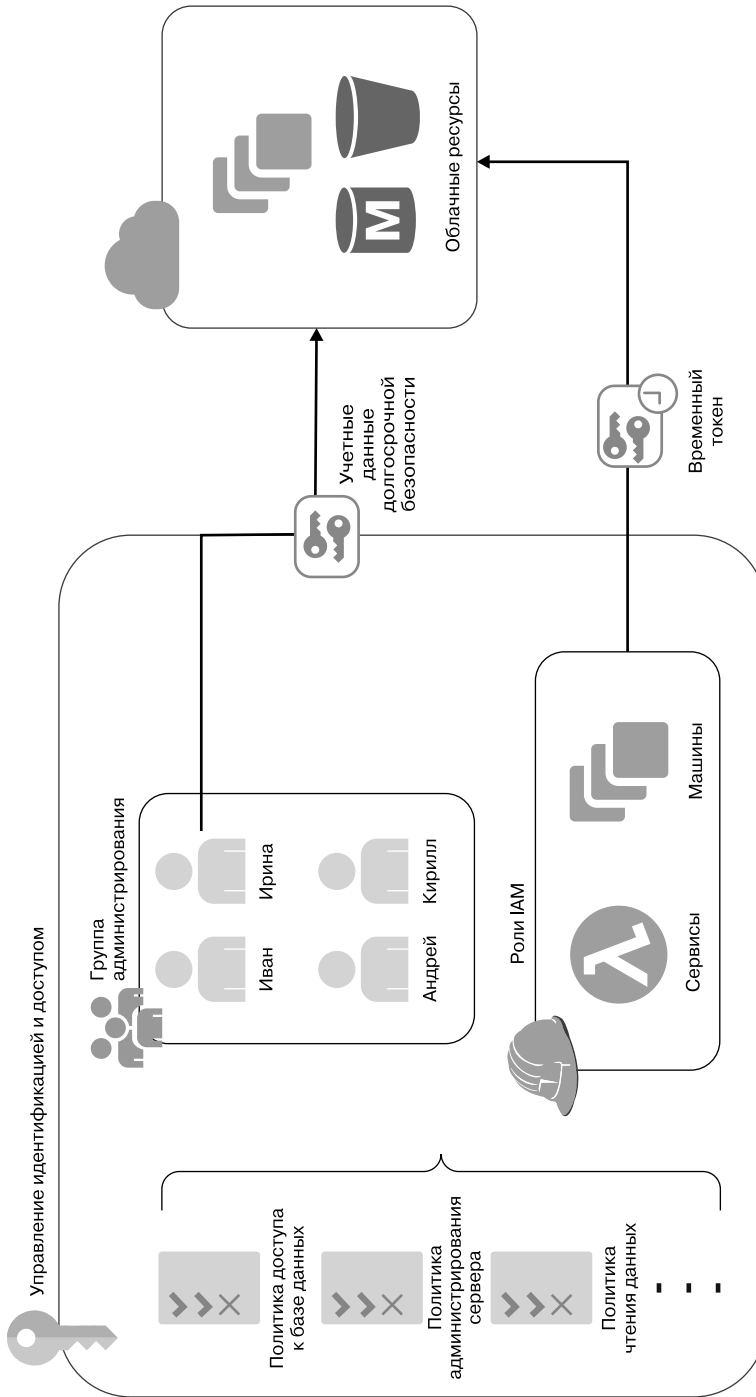 Управление идентификацией и доступом
Политика доступа
к базе данных
Политика
администрирования
сервера
Политика
чтения данных
Группа
администрирования
Иван
Ирина
Андрей
Кирилл
Роли IAM
Сервисы
Машины
Учетные
данные
долгосрочной
безопасности
Временный
токен
M
Облачные ресурсы